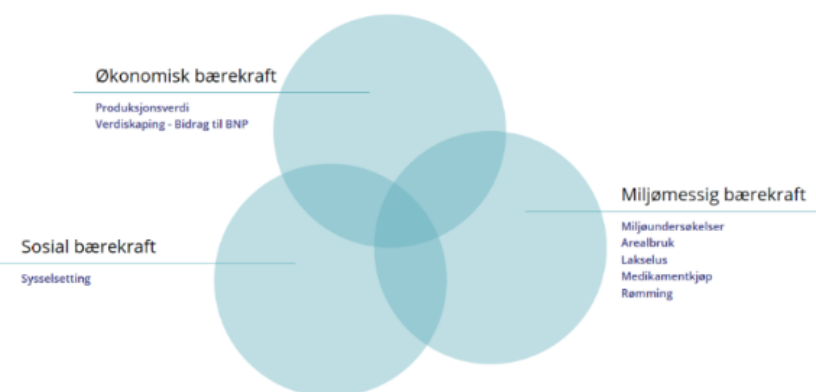 Økonomisk bærekraft
Produksjonsverdi
Verdiskaping - Bidrag til BNP
Miljømessig bærekraft
Miljøundersøkelser
Arealbruk
Lakselus
Medikamentkjøp
Rømming
Sosial bærekraft
Sysselsetting